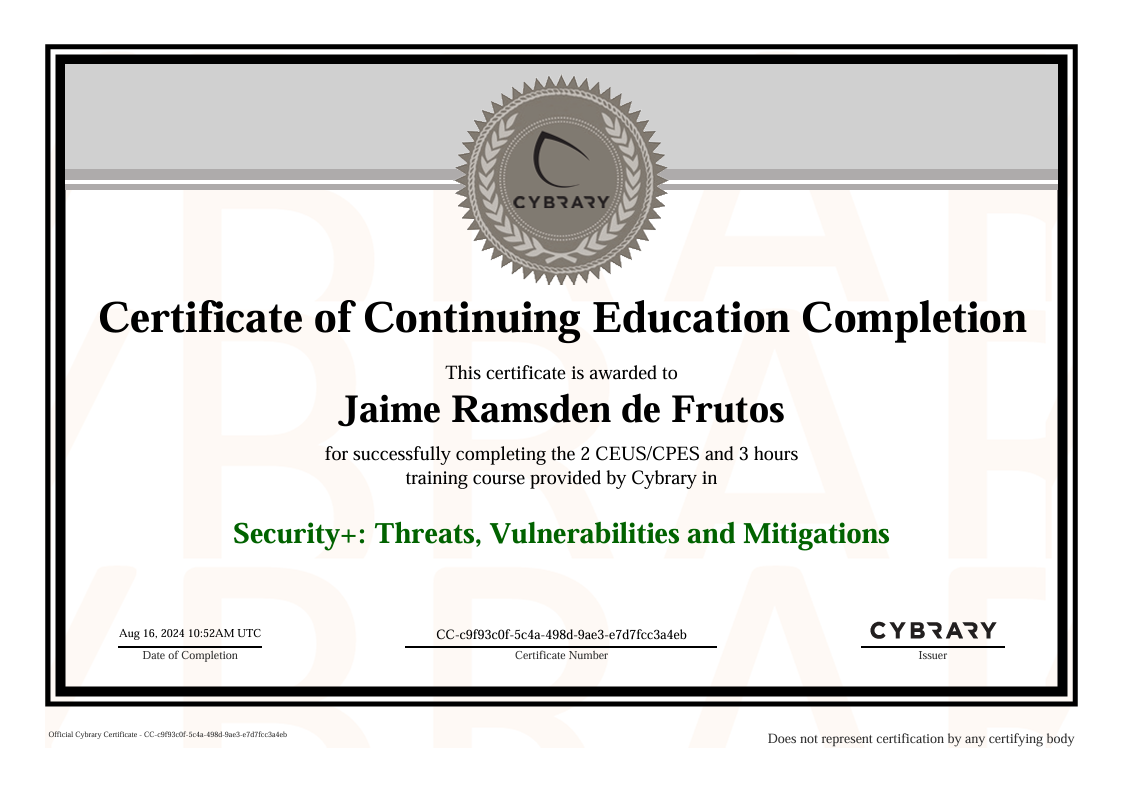 CYBRARY
Certificate of Continuing Education Completion
This certificate is awarded to
Jaime Ramsden de Frutos
for successfully completing the 2 CEUS/CPES and 3 hours
training course provided by Cybrary in
Security+: Threats, Vulnerabilities and Mitigations
Aug 16, 2024 10:52AM UTC
Date of Completion
CC-c9f93c0f-5c4a-498d-9ae3-e7d7fcc3a4eb
Certificate Number
CYBRARY
Issuer
Official Cybrary Certificate - CC-c9f93c0f-5c4a-498d-9ae3-e7d7fcc3a4eb
Does not represent certification by any certifying body